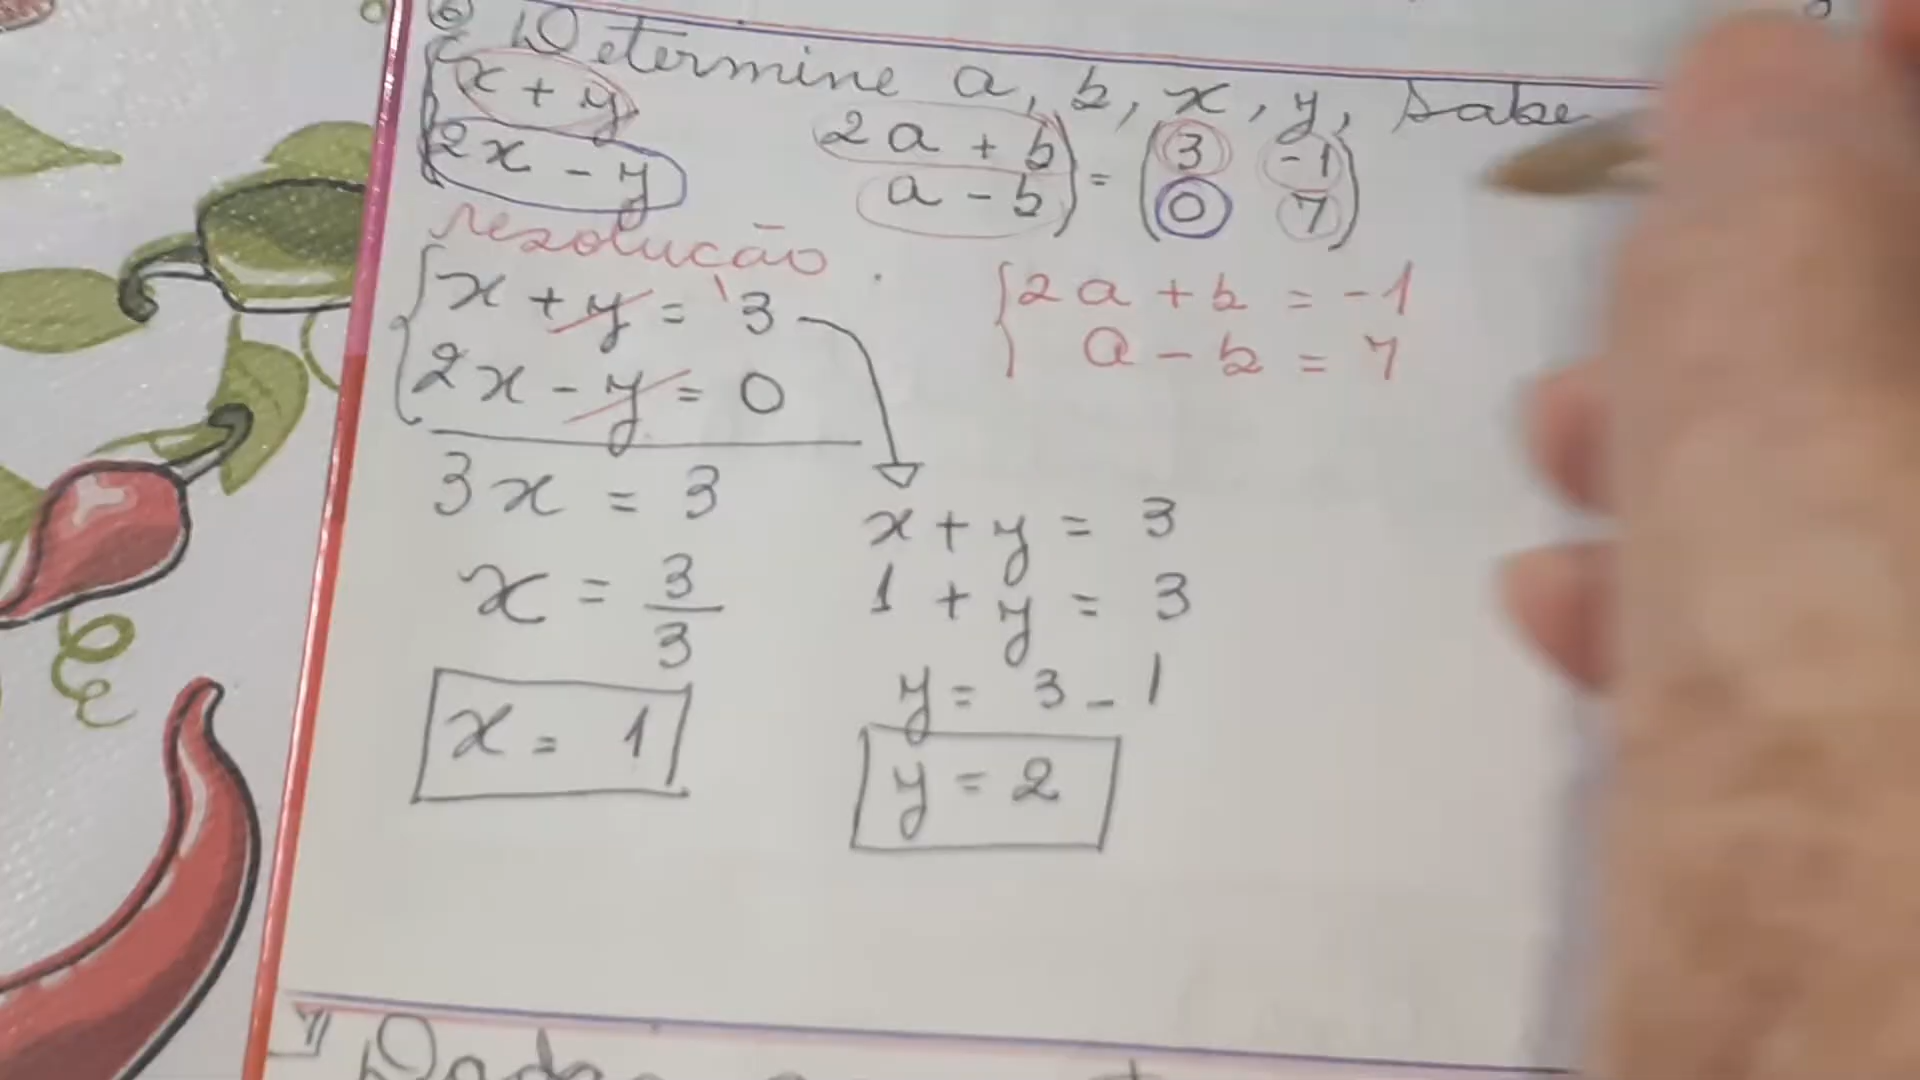 6 Determine a, b, x, y, sabe
x + y 2a + b = 3 -1
2x - y a - b 0 7
resolução
x + y = 3
2x - y = 0
3x = 3
x = 3/3
x = 1
2a + b = -1
a - b = 7
x + y = 3
1 + y = 3
y = 3 - 1
y = 2
7